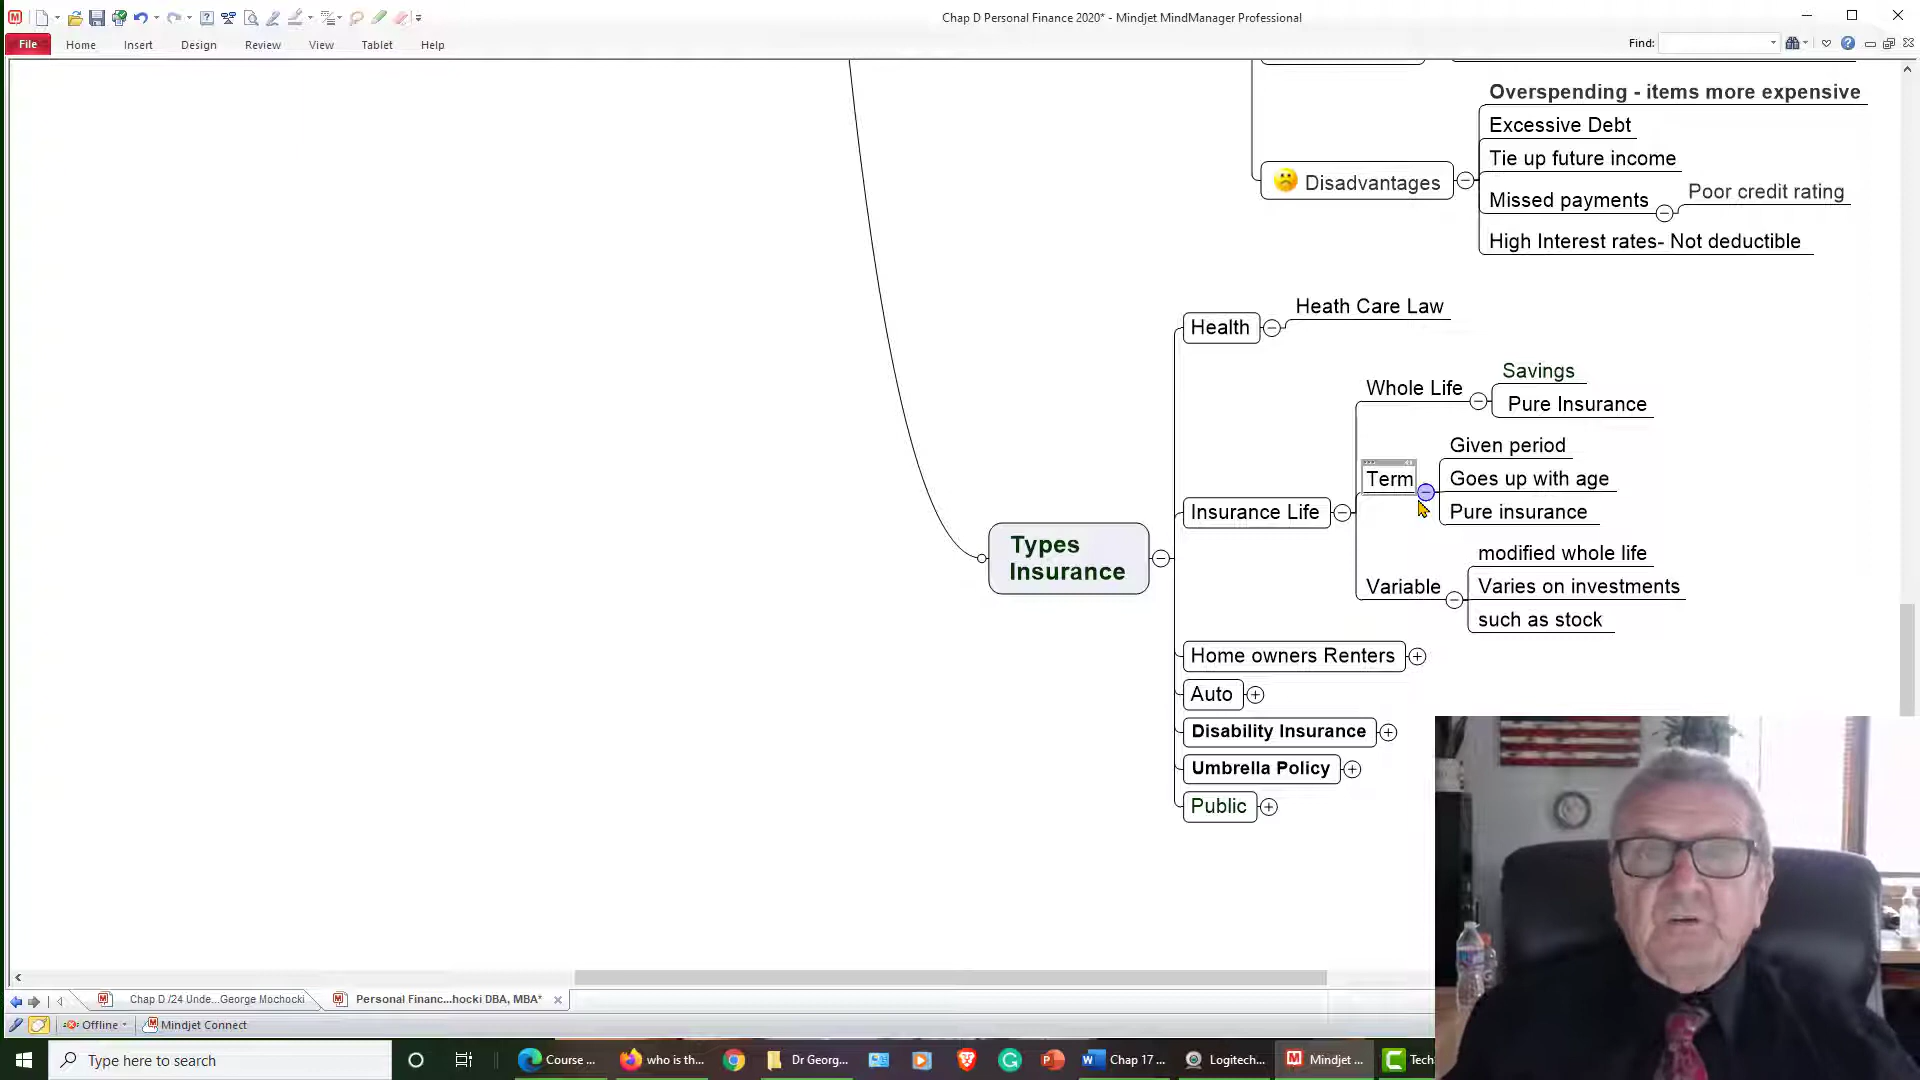 Chap D Personal Finance 2020* - Mindjet MindManager Professional
File Home Insert Design Review View Tablet Help Find:
Overspending - items more expensive
Excessive Debt
Tie up future income
Disadvantages
Missed payments
Poor credit rating
High Interest rates- Not deductible
Health
Heath Care Law
Whole Life
Savings
Pure Insurance
Term
Given period
Goes up with age
Pure insurance
Insurance Life
Types
Insurance
Variable
modified whole life
Varies on investments
such as stock
Home owners Renters
Auto
Disability Insurance
Umbrella Policy
Public
Chap D /24 Unde...George Mochocki
Personal Financ...hocki DBA, MBA*
Offline
Mindjet Connect
Type here to search
Course ...
who is th...
Dr Georg...
Chap 17 ...
Logitech...
Mindjet ...
Tech